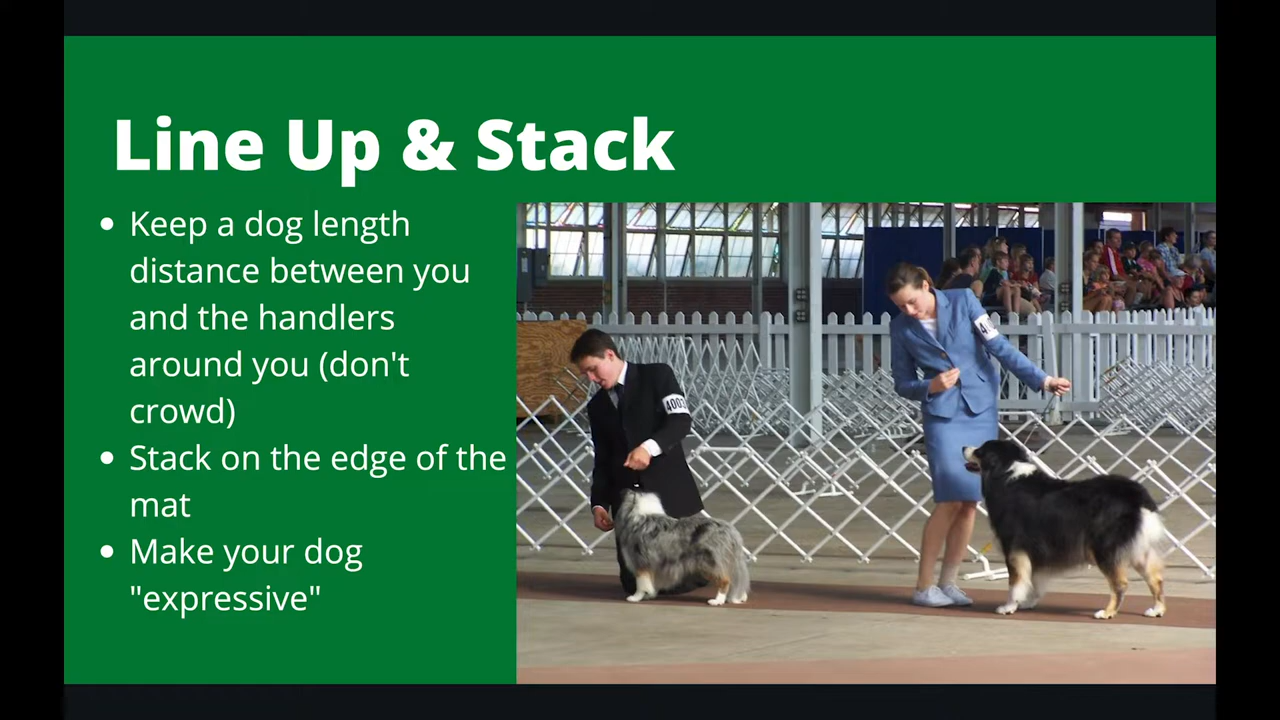 Line Up & Stack
• Keep a dog length
distance between you
and the handlers
around you (don't
crowd)
• Stack on the edge of the
mat
• Make your dog
"expressive"
4003